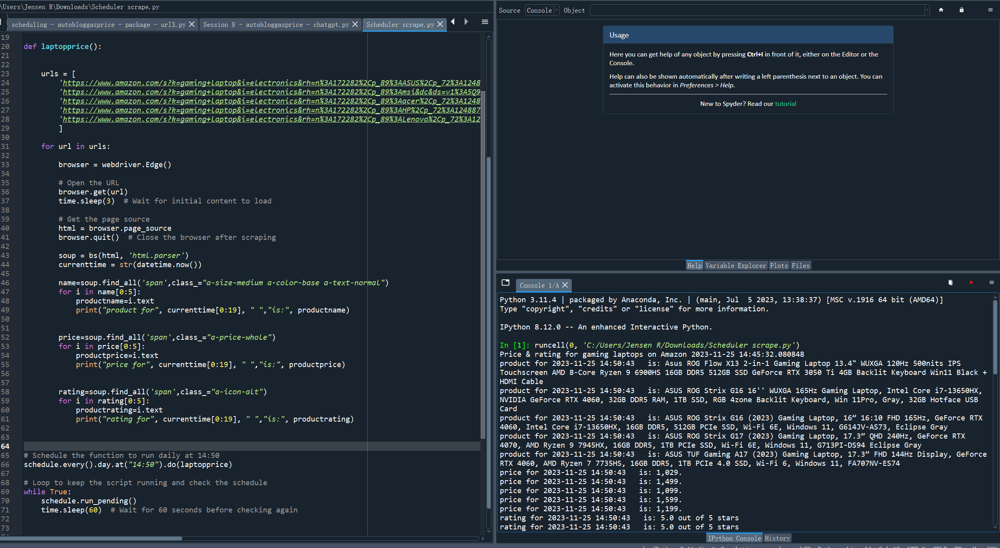 \Users\Jensen R\Downloads\Scheduler scrape.py
scheduling - autobloggasprice - package - url3.py
Session 8 - autobloggasprice - chatgpt.py
Scheduler scrape.py
19
20 def laptopprice():
21
22
23 urls = [
24 'https://www.amazon.com/s?k=gaming+laptop&i=electronics&rh=n%3A172282%2Cp_89%3AASUS%2Cp_72%3A1248
25 'https://www.amazon.com/s?k=gaming+laptop&i=electronics&rh=n%3A172282%2Cp_89%3Amsi&dc&ds=v1%3A5Q9
26 'https://www.amazon.com/s?k=gaming+laptop&i=electronics&rh=n%3A172282%2Cp_89%3Aacer%2Cp_72%3A1248
27 'https://www.amazon.com/s?k=gaming+laptop&i=electronics&rh=n%3A172282%2Cp_89%3AHP%2Cp_72%3A124887
28 'https://www.amazon.com/s?k=gaming+laptop&i=electronics&rh=n%3A172282%2Cp_89%3ALenovo%2Cp_72%3A12
29 ]
30
31 for url in urls:
32
33 browser = webdriver.Edge()
34
35 # Open the URL
36 browser.get(url)
37 time.sleep(3)  # Wait for initial content to load
38
39 # Get the page source
40 html = browser.page_source
41 browser.quit()  # Close the browser after scraping
42
43 soup = bs(html, 'html.parser')
44 currenttime = str(datetime.now())
45
46 name=soup.find_all('span',class_="a-size-medium a-color-base a-text-normal")
47 for i in name[0:5]:
48 productname=i.text
49 print("product for", currenttime[0:19], " ","is:", productname)
50
51
52 price=soup.find_all('span',class_="a-price-whole")
53 for i in price[0:5]:
54 productprice=i.text
55 print("price for", currenttime[0:19], " ","is:", productprice)
56
57
58 rating=soup.find_all('span',class_="a-icon-alt")
59 for i in rating[0:5]:
60 productrating=i.text
61 print("rating for", currenttime[0:19], " ","is:", productrating)
62
63
64
65 # Schedule the function to run daily at 14:50
66 schedule.every().day.at("14:50").do(laptopprice)
67
68 # Loop to keep the script running and check the schedule
69 while True:
70 schedule.run_pending()
71 time.sleep(60)  # Wait for 60 seconds before checking again
72
73
Source Console Object
Usage
Here you can get help of any object by pressing Ctrl+I in front of it, either on the Editor or the
Console.
Help can also be shown automatically after writing a left parenthesis next to an object. You can
activate this behavior in Preferences > Help.
New to Spyder? Read our tutorial
Help Variable Explorer Plots Files
Console 1/A
Python 3.11.4 | packaged by Anaconda, Inc. | (main, Jul  5 2023, 13:38:37) [MSC v.1916 64 bit (AMD64)]
Type "copyright", "credits" or "license" for more information.
IPython 8.12.0 -- An enhanced Interactive Python.
In [1]: runcell(0, 'C:/Users/Jensen R/Downloads/Scheduler scrape.py')
Price & rating for gaming laptops on Amazon 2023-11-25 14:45:32.080848
product for 2023-11-25 14:50:43   is: Asus ROG Flow X13 2-in-1 Gaming Laptop 13.4" WUXGA 120Hz 500nits IPS
Touchscreen AMD 8-Core Ryzen 9 6900HS 16GB DDR5 512GB SSD GeForce RTX 3050 Ti 4GB Backlit Keyboard Win11 Black +
HDMI Cable
product for 2023-11-25 14:50:43   is: ASUS ROG Strix G16 16'' WUXGA 165Hz Gaming Laptop, Intel Core i7-13650HX,
NVIDIA GeForce RTX 4060, 32GB DDR5 RAM, 1TB SSD, RGB 4zone Backlit Keyboard, Win 11Pro, Gray, 32GB Hotface USB
Card
product for 2023-11-25 14:50:43   is: ASUS ROG Strix G16 (2023) Gaming Laptop, 16” 16:10 FHD 165Hz, GeForce RTX
4060, Intel Core i7-13650HX, 16GB DDR5, 512GB PCIe SSD, Wi-Fi 6E, Windows 11, G614JV-AS73, Eclipse Gray
product for 2023-11-25 14:50:43   is: ASUS ROG Strix G17 (2023) Gaming Laptop, 17.3” QHD 240Hz, GeForce RTX
4070, AMD Ryzen 9 7945HX, 16GB DDR5, 1TB PCIe SSD, Wi-Fi 6E, Windows 11, G713PI-DS94 Eclipse Gray
product for 2023-11-25 14:50:43   is: ASUS TUF Gaming A17 (2023) Gaming Laptop, 17.3” FHD 144Hz Display, GeForce
RTX 4060, AMD Ryzen 7 7735HS, 16GB DDR5, 1TB PCIe 4.0 SSD, Wi-Fi 6, Windows 11, FA707NV-ES74
price for 2023-11-25 14:50:43   is: 1,029.
price for 2023-11-25 14:50:43   is: 1,499.
price for 2023-11-25 14:50:43   is: 1,099.
price for 2023-11-25 14:50:43   is: 1,599.
price for 2023-11-25 14:50:43   is: 1,199.
rating for 2023-11-25 14:50:43   is: 5.0 out of 5 stars
rating for 2023-11-25 14:50:43   is: 5.0 out of 5 stars
IPython Console History